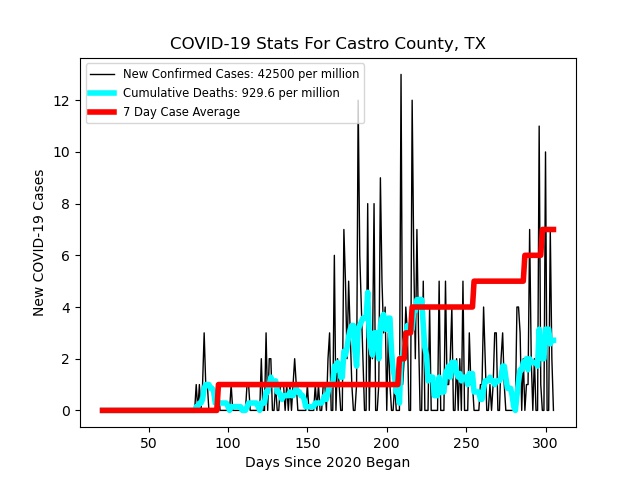 COVID-19 Stats For Castro County, TX
New Confirmed Cases: 42500 per million
Cumulative Deaths: 929.6 per million
7 Day Case Average
New COVID-19 Cases
12
10
8
6
4
2
0
50 100 150 200 250 300
Days Since 2020 Began